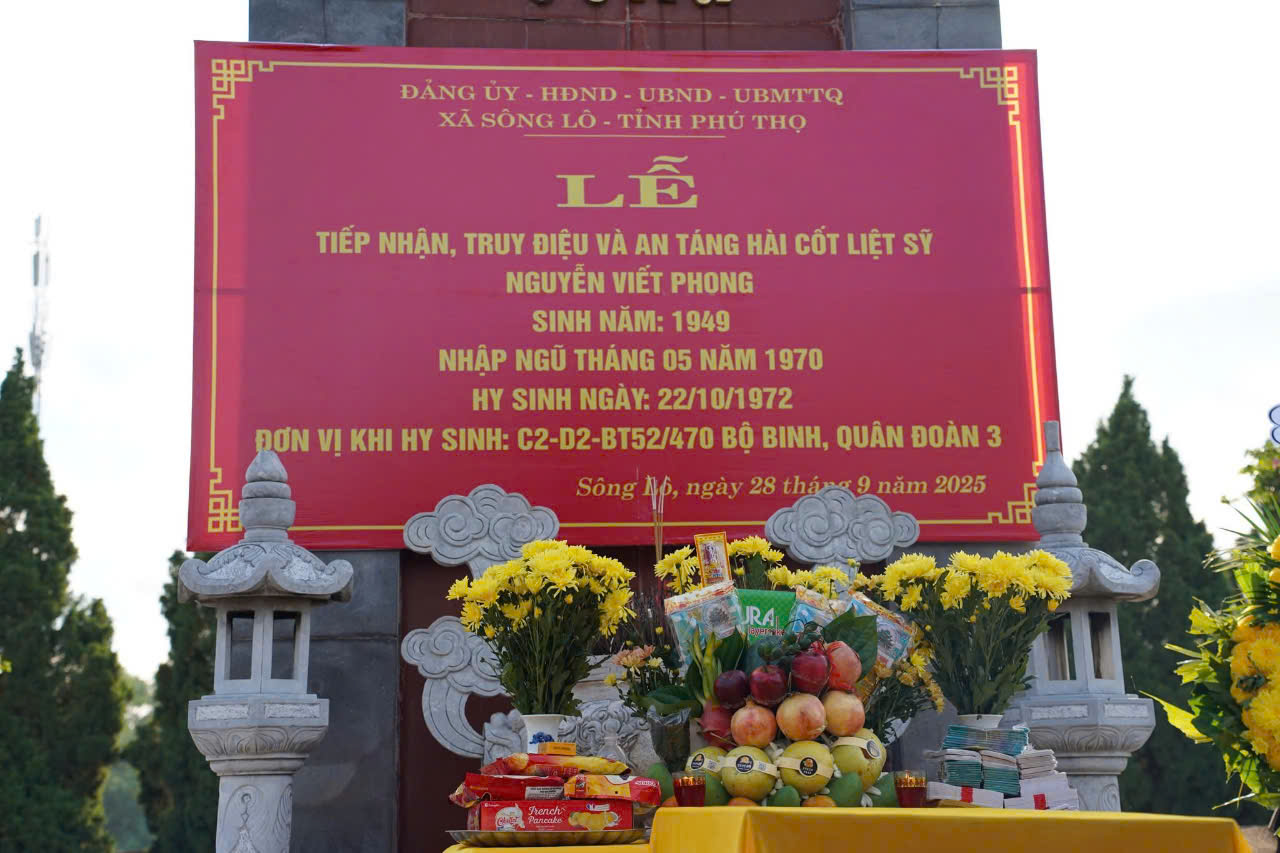 ĐẢNG ỦY - HĐND - UBND - UBMTTQ
XÃ SÔNG LÔ - TỈNH PHÚ THỌ
LỄ
TIẾP NHẬN, TRUY ĐIỆU VÀ AN TÁNG HÀI CỐT LIỆT SỸ
NGUYỄN VIẾT PHONG
SINH NĂM: 1949
NHẬP NGŨ THÁNG 05 NĂM 1970
HY SINH NGÀY: 22/10/1972
ĐƠN VỊ KHI HY SINH: C2-D2-BT52/470 BỘ BINH, QUÂN ĐOÀN 3
Sông Lô, ngày 28 tháng 9 năm 2025
URA
French
Pancake